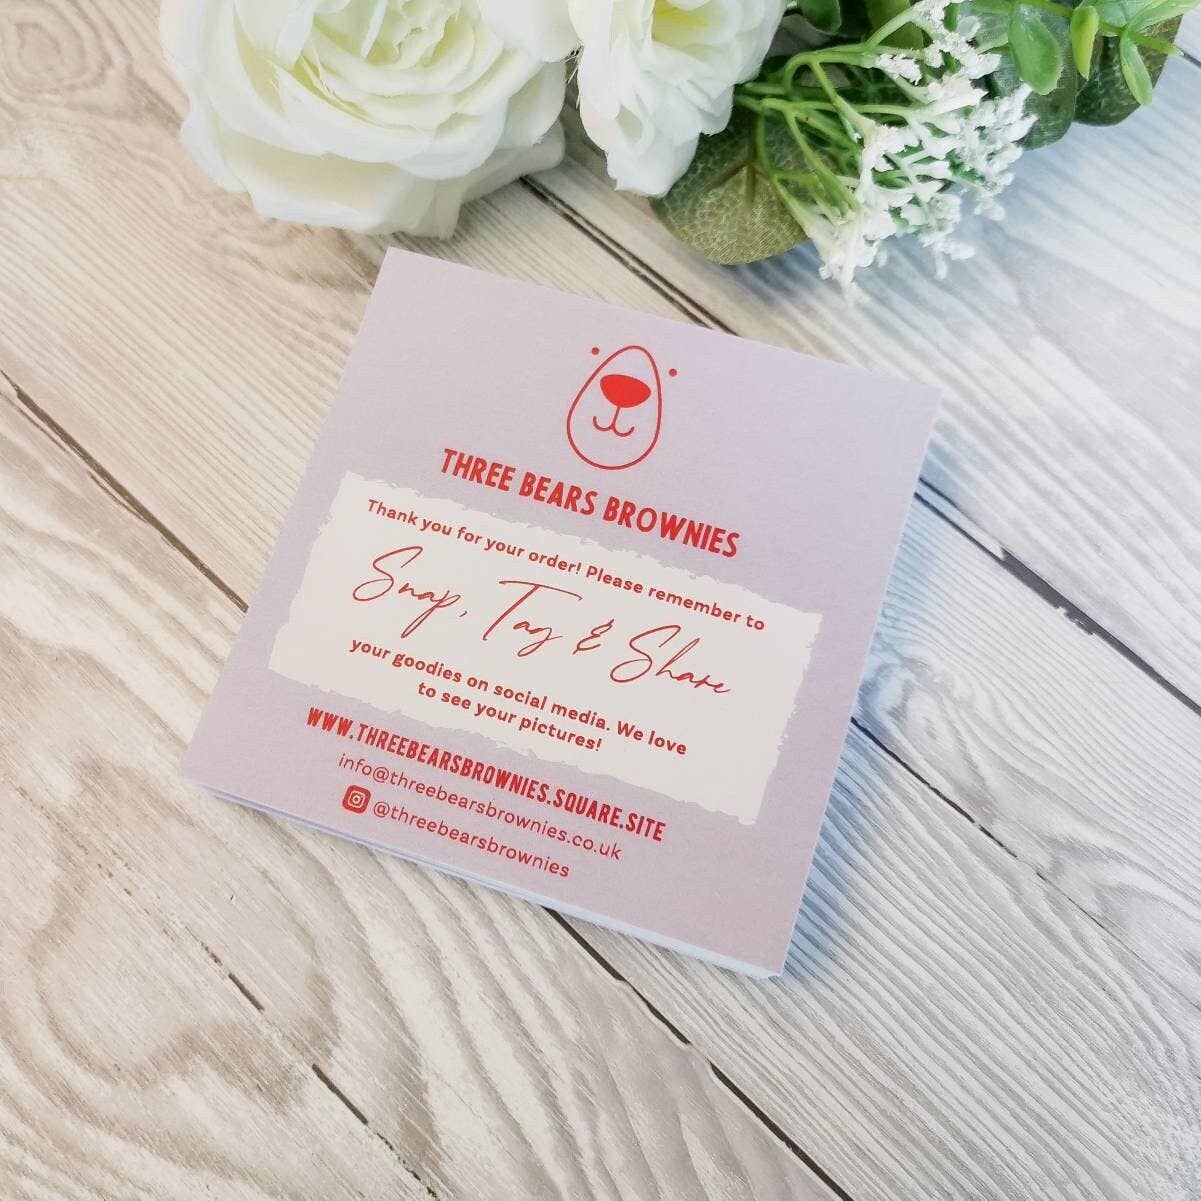 THREE BEARS BROWNIES
Thank you for your order! Please remember to
Snap, Tag & Share
your goodies on social media. We love
to see your pictures!
WWW.THREEBEARSBROWNIES.SQUARE.SITE
info@threebearsbrownies.co.uk
@threebearsbrownies